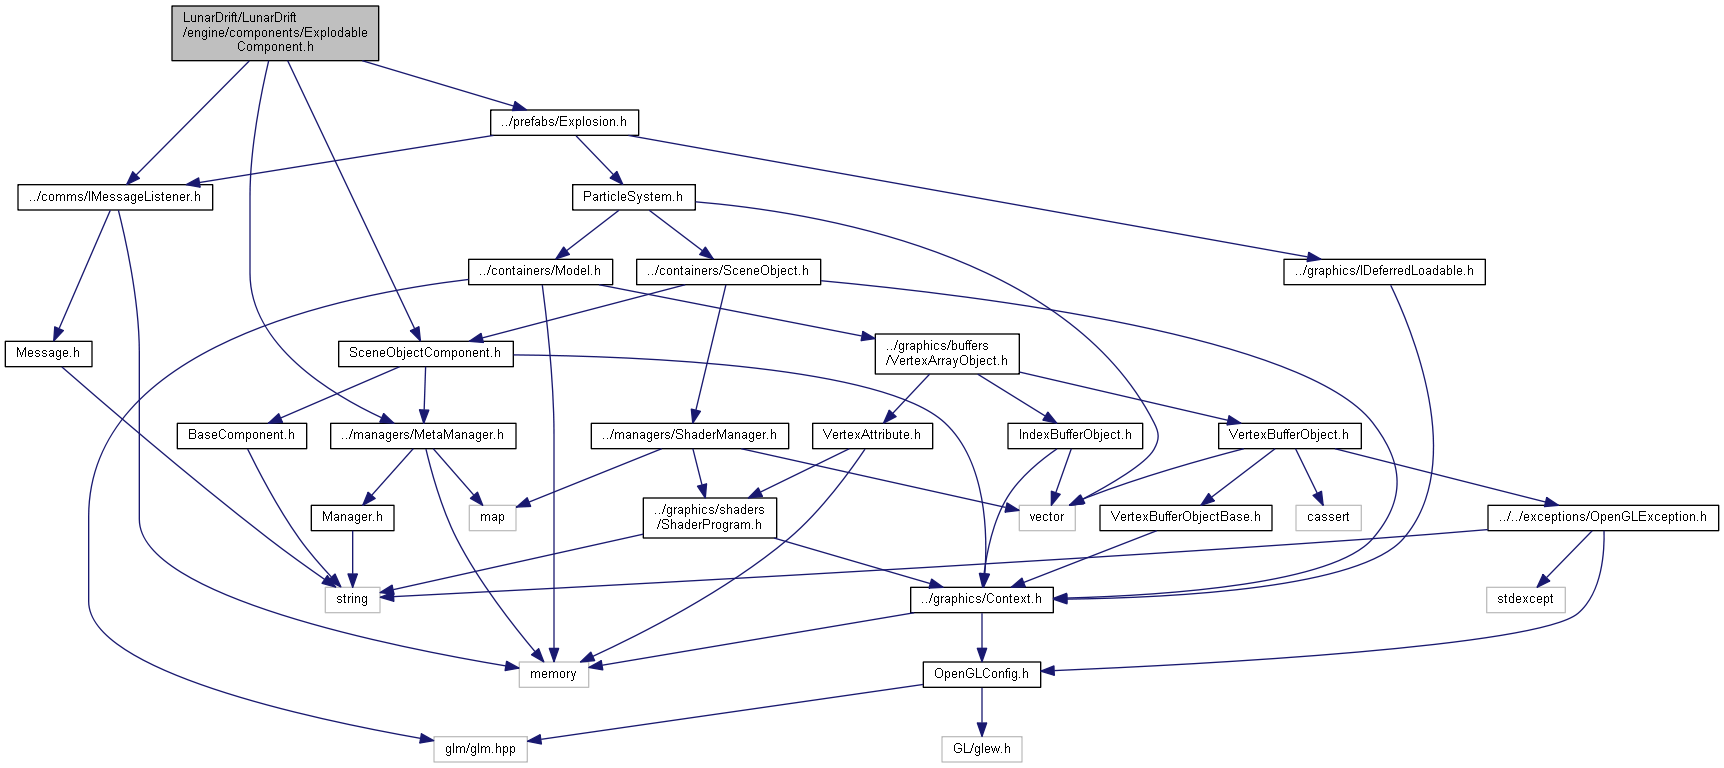 LunarDrift/LunarDrift
/engine/components/Explodable
Component.h
../prefabs/Explosion.h
../comms/IMessageListener.h
ParticleSystem.h
../containers/Model.h
../containers/SceneObject.h
../graphics/IDeferredLoadable.h
Message.h
SceneObjectComponent.h
../graphics/buffers
/VertexArrayObject.h
BaseComponent.h
../managers/MetaManager.h
../managers/ShaderManager.h
VertexAttribute.h
IndexBufferObject.h
VertexBufferObject.h
Manager.h
map
../graphics/shaders
/ShaderProgram.h
vector
VertexBufferObjectBase.h
cassert
../../exceptions/OpenGLException.h
string
../graphics/Context.h
stdexcept
memory
OpenGLConfig.h
glm/glm.hpp
GL/glew.h